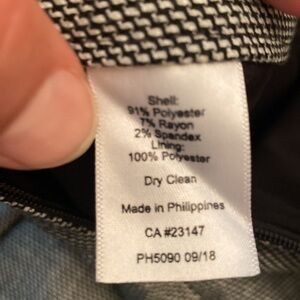 Shell:
91% Polyester
7% Rayon
2% Spandex
Lining:
100% Polyester
Dry Clean
Made in Philippines
CA #23147
PH5090 09/18